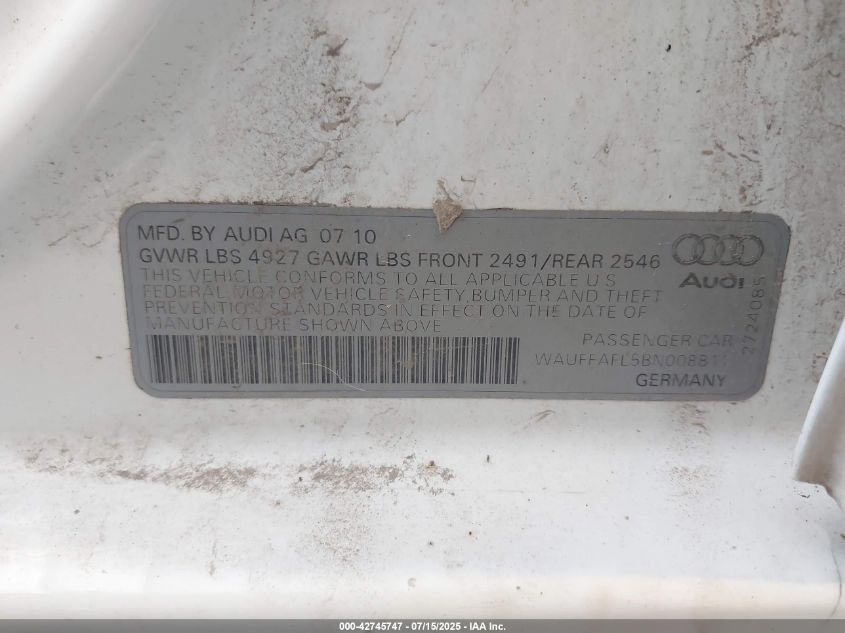 MFD. BY AUDI AG 07 10
GVWR LBS 4927 GAWR LBS FRONT 2491/REAR 2546
THIS VEHICLE CONFORMS TO ALL APPLICABLE U S
FEDERAL MOTOR VEHICLE SAFETY, BUMPER AND THEFT
PREVENTION STANDARDS IN EFFECT ON THE DATE OF
MANUFACTURE SHOWN ABOVE
Audi
2724085
PASSENGER CAR
GERMANY
000-42745747 - 07/15/2025 - IAA Inc.